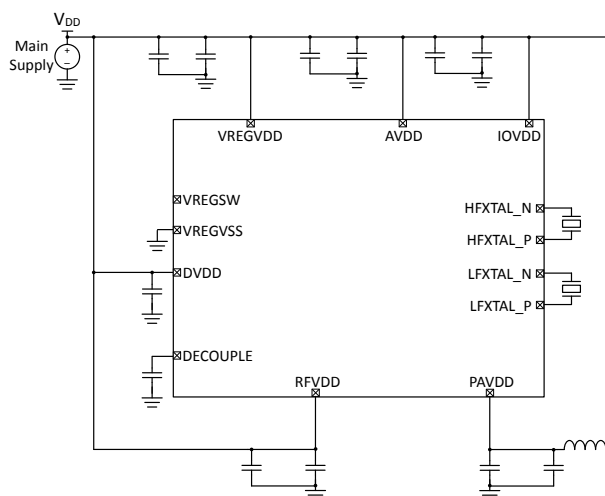 VDD
Main
Supply
+
−
VREGVDD
AVDD
IOVDD
VREGSW
HFXTAL_N
VREGVSS
HFXTAL_P
DVDD
LFXTAL_N
LFXTAL_P
DECOUPLE
RFVDD
PAVDD